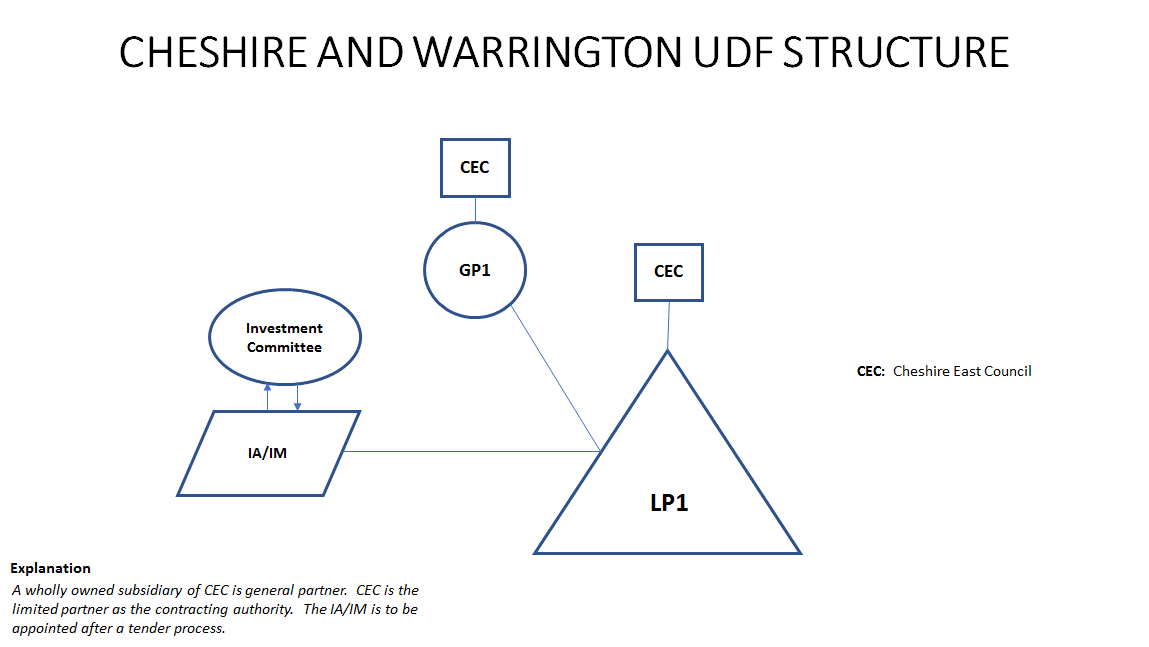 CHESHIRE AND WARRINGTON UDF STRUCTURE
CEC
GP1
CEC
Investment
Committee
CEC: Cheshire East Council
IA/IM
LP1
Explanation
A wholly owned subsidiary of CEC is general partner. CEC is the
limited partner as the contracting authority. The IA/IM is to be
appointed after a tender process.